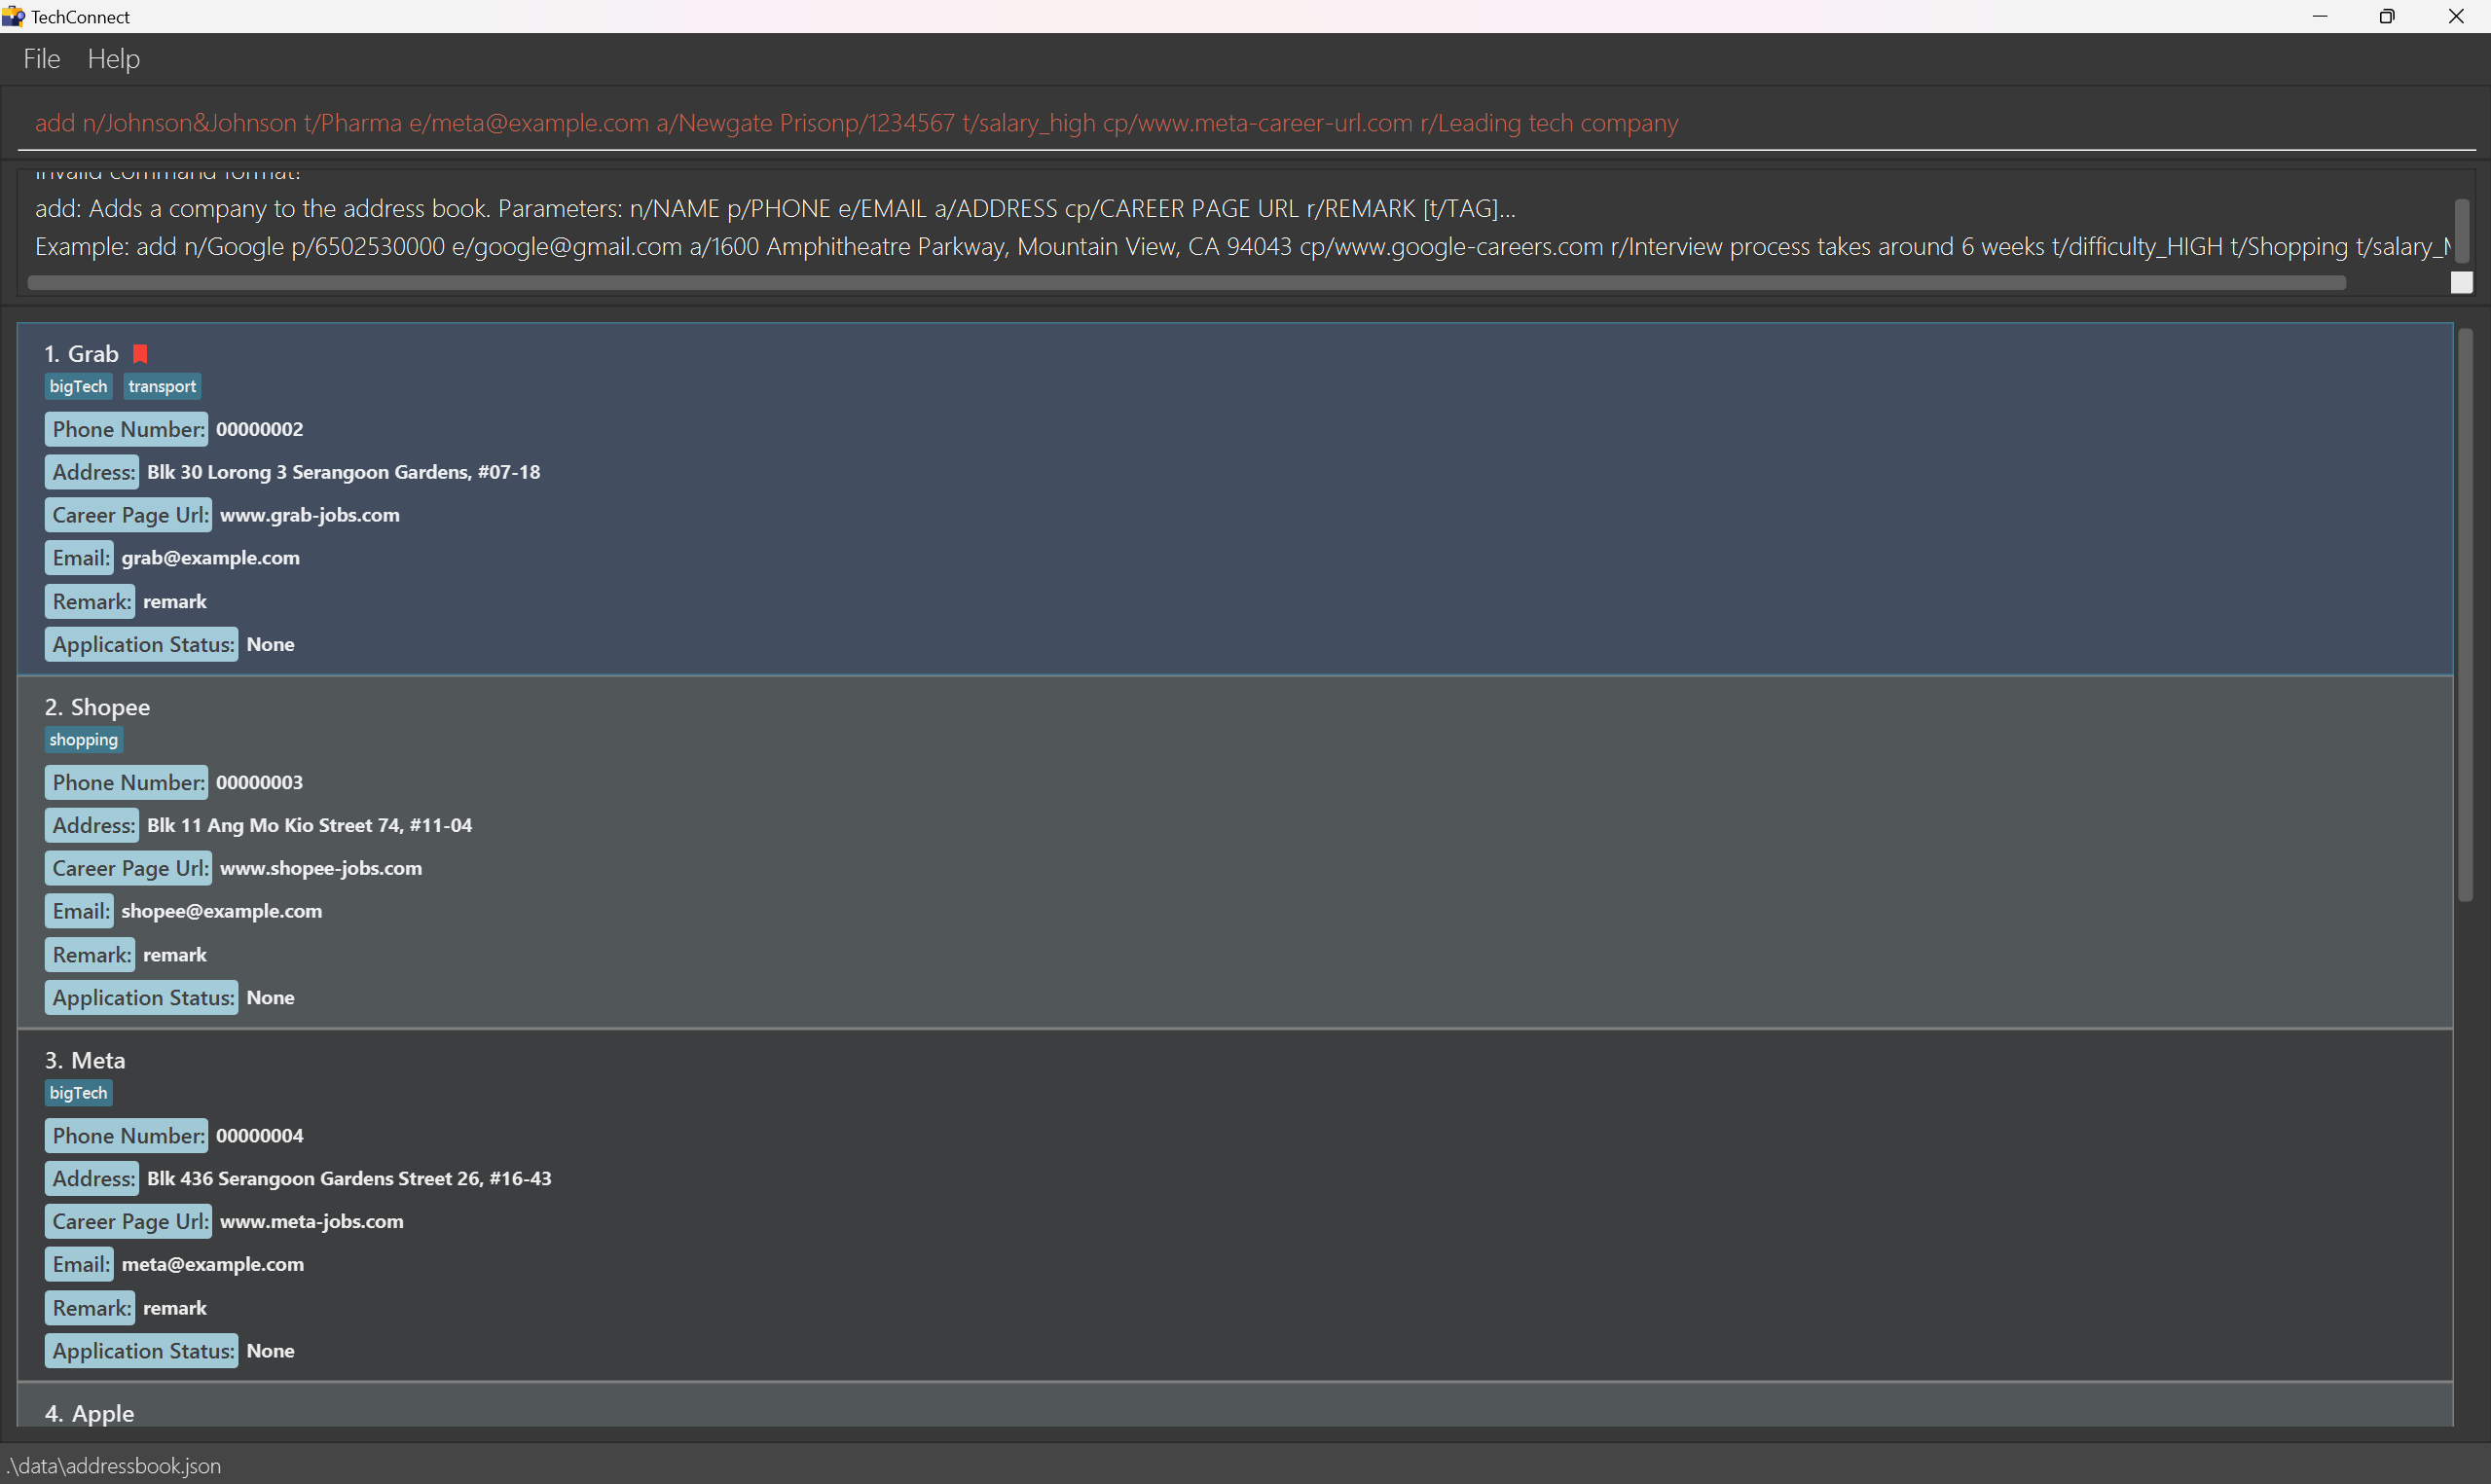 TechConnect
File Help
add n/Johnson&Johnson t/Pharma e/meta@example.com a/Newgate Prisonp/1234567 t/salary_high cp/www.meta-career-url.com r/Leading tech company
Invalid command format!
add: Adds a company to the address book. Parameters: n/NAME p/PHONE e/EMAIL a/ADDRESS cp/CAREER PAGE URL r/REMARK [t/TAG]...
Example: add n/Google p/6502530000 e/google@gmail.com a/1600 Amphitheatre Parkway, Mountain View, CA 94043 cp/www.google-careers.com r/Interview process takes around 6 weeks t/difficulty_HIGH t/Shopping t/salary_
1. Grab
bigTech transport
Phone Number: 00000002
Address: Blk 30 Lorong 3 Serangoon Gardens, #07-18
Career Page Url: www.grab-jobs.com
Email: grab@example.com
Remark: remark
Application Status: None
2. Shopee
shopping
Phone Number: 00000003
Address: Blk 11 Ang Mo Kio Street 74, #11-04
Career Page Url: www.shopee-jobs.com
Email: shopee@example.com
Remark: remark
Application Status: None
3. Meta
bigTech
Phone Number: 00000004
Address: Blk 436 Serangoon Gardens Street 26, #16-43
Career Page Url: www.meta-jobs.com
Email: meta@example.com
Remark: remark
Application Status: None
4. Apple
.\data\addressbook.json